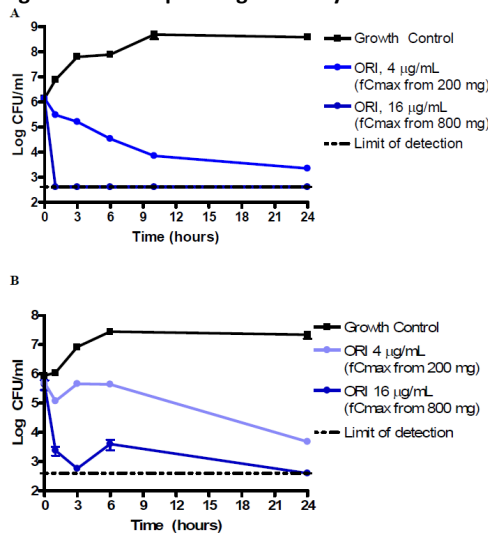 A
Growth Control
ORI, 4 µg/mL
(fCmax from 200 mg)
ORI, 16 µg/mL
(fCmax from 800 mg)
Limit of detection
Log CFU/ml
9
8
7
6
5
4
3
2
0 3 6 9 12 15 18 21 24
Time (hours)
B
Growth Control
ORI 4 µg/mL
(fCmax from 200 mg)
ORI 16 µg/mL
(fCmax from 800 mg)
Limit of detection
Log CFU/ml
8
7
6
5
4
3
2
0 3 6 9 12 15 18 21 24
Time (hours)